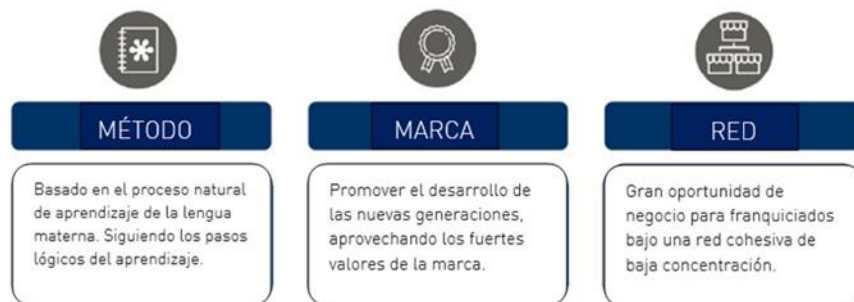 MÉTODO
Basado en el proceso natural
de aprendizaje de la lengua
materna. Siguiendo los pasos
lógicos del aprendizaje.
MARCA
Promover el desarrollo de
las nuevas generaciones,
aprovechando los fuertes
valores de la marca.
RED
Gran oportunidad de
negocio para franquiciados
bajo una red cohesiva de
baja concentración.